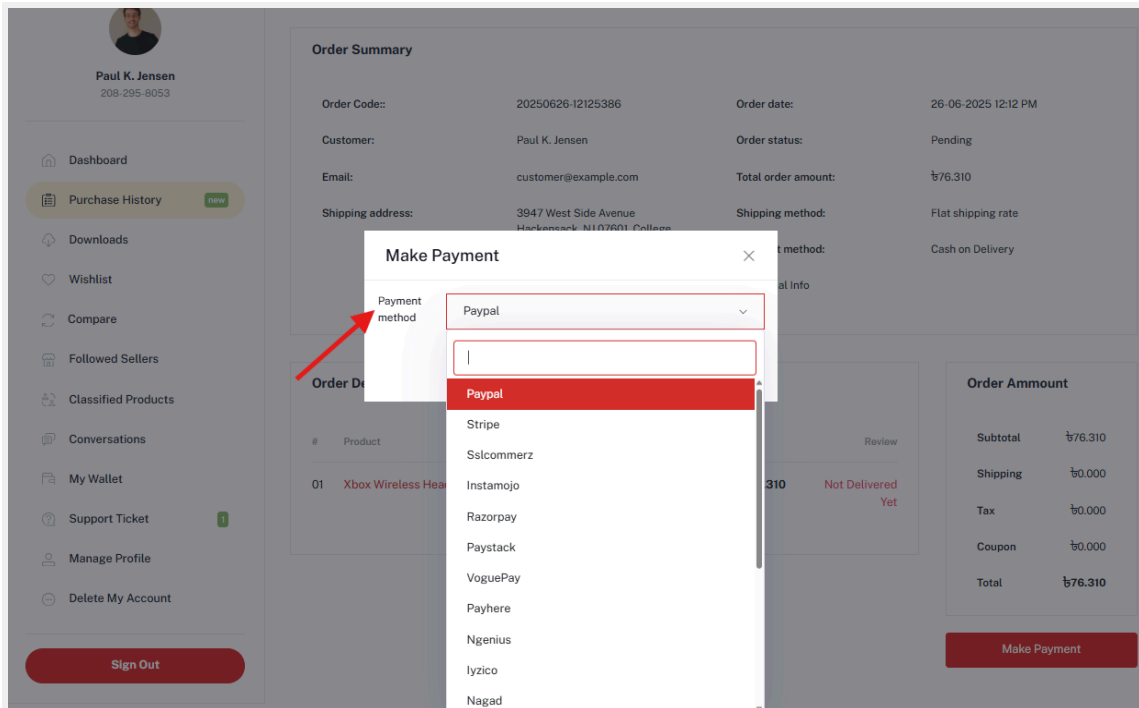 Paul K. Jensen
208-295-8053
Dashboard
Purchase History new
Downloads
Wishlist
Compare
Followed Sellers
Classified Products
Conversations
My Wallet
Support Ticket 1
Manage Profile
Delete My Account
Sign Out
Order Summary
Order Code:: 20250626-12125386 Order date: 26-06-2025 12:12 PM
Customer: Paul K. Jensen Order status: Pending
Email: customer@example.com Total order amount: ৳76.310
Shipping address: 3947 West Side Avenue Shipping method: Flat shipping rate
Hackensack, NJ 07601, College
t method: Cash on Delivery
al Info
Make Payment
Payment
method
Paypal
Paypal
Stripe
Sslcommerz
Instamojo
Razorpay
Paystack
VoguePay
Payhere
Ngenius
Iyzico
Nagad
Order De
# Product Review
01 Xbox Wireless Hea .310 Not Delivered
Yet
Order Ammount
Subtotal ৳76.310
Shipping ৳0.000
Tax ৳0.000
Coupon ৳0.000
Total ৳76.310
Make Payment